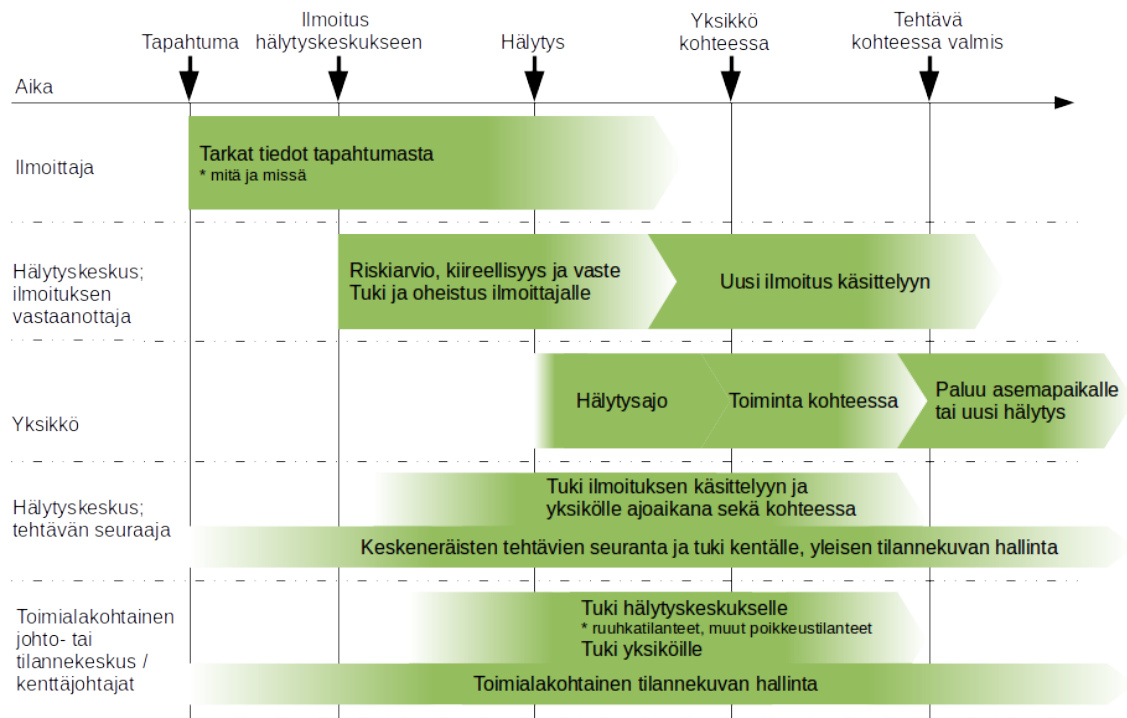 Tapahtuma
Ilmoitus
hälytyskeskukseen
Hälytys
Yksikkö
kohteessa
Tehtävä
kohteessa valmis
Aika
Ilmoittaja
Tarkat tiedot tapahtumasta
* mitä ja missä
Hälytyskeskus;
ilmoituksen
vastaanottaja
Riskiarvio, kiireellisyys ja vaste
Tuki ja oheistus ilmoittajalle
Uusi ilmoitus käsittelyyn
Yksikkö
Hälytysajo
Toiminta kohteessa
Paluu asemapaikalle
tai uusi hälytys
Hälytyskeskus;
tehtävän seuraaja
Tuki ilmoituksen käsittelyyn ja
yksikölle ajoaikana sekä kohteessa
Keskeneräisten tehtävien seuranta ja tuki kentälle, yleisen tilannekuvan hallinta
Toimialakohtainen
johto- tai
tilannekeskus /
kenttäjohtajat
Tuki hälytyskeskukselle
* ruuhkatilanteet, muut poikkeustilanteet
Tuki yksiköille
Toimialakohtainen tilannekuvan hallinta